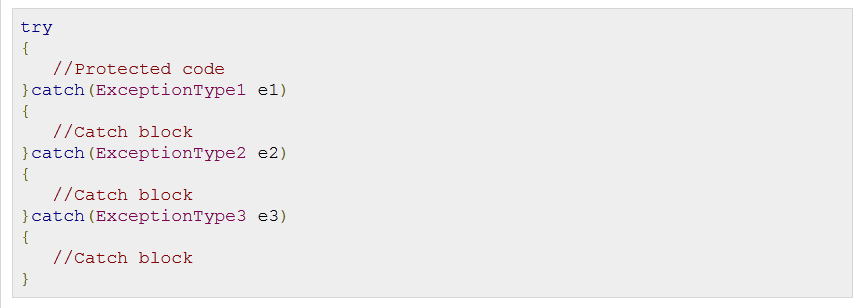 try
{
   //Protected code
}catch(ExceptionType1 e1)
{
   //Catch block
}catch(ExceptionType2 e2)
{
   //Catch block
}catch(ExceptionType3 e3)
{
   //Catch block
}